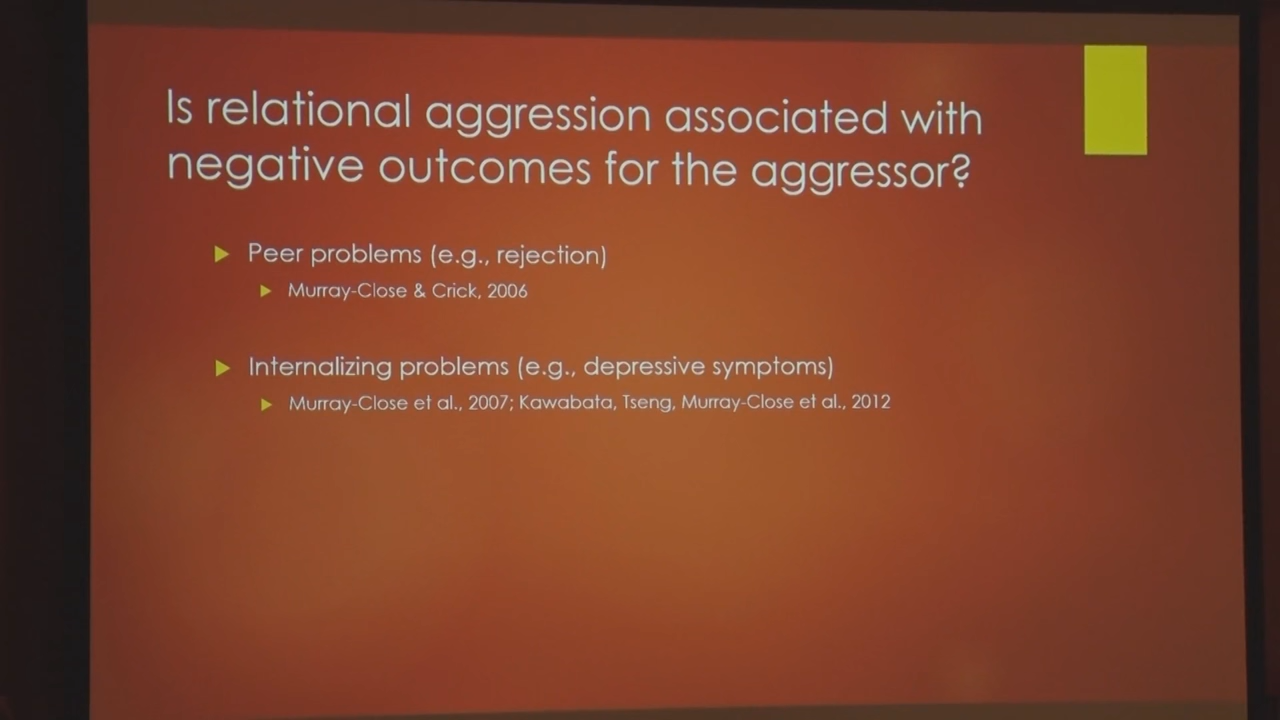 Is relational aggression associated with
negative outcomes for the aggressor?
Peer problems (e.g., rejection)
Murray-Close & Crick, 2006
Internalizing problems (e.g., depressive symptoms)
Murray-Close et al., 2007; Kawabata, Tseng, Murray-Close et al., 2012